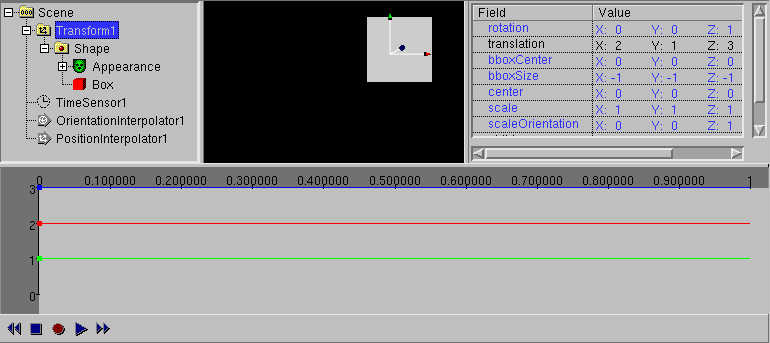 Scene
Transform1
Shape
Appearance
Box
TimeSensor1
OrientationInterpolator1
PositionInterpolator1
Field Value
rotation X: 0 Y: 0 Z: 1
translation X: 2 Y: 1 Z: 3
bboxCenter X: 0 Y: 0 Z: 0
bboxSize X: -1 Y: -1 Z: -1
center X: 0 Y: 0 Z: 0
scale X: 1 Y: 1 Z: 1
scaleOrientation X: 0 Y: 0 Z: 1
0 0.100000 0.200000 0.300000 0.400000 0.500000 0.600000 0.700000 0.800000 0.900000 1
3
2
1
0